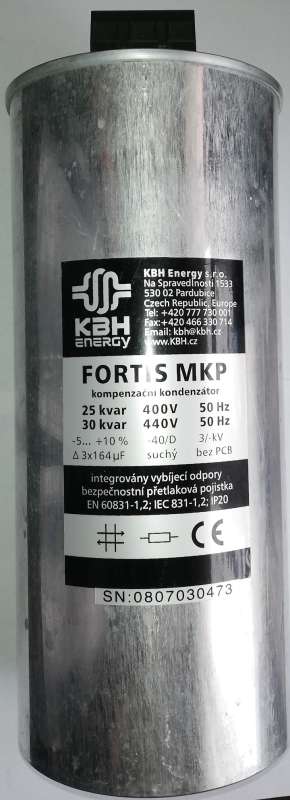 KBH
ENERGY
KBH Energy s.r.o.
Na Spravedlnosti 1533
530 02 Pardubice
Czech Republic, Europe
Tel: +420 777 730 001
Fax: +420 466 330 714
Email: kbh@kbh.cz
www.KBH.cz
FORTIS MKP
kompenzační kondenzátor
25 kvar 400V 50 Hz
30 kvar 440V 50 Hz
-5... +10 % -40/D 3/-kV
Δ 3x164µF suchý bez PCB
integrovány vybíjecí odpory
bezpečnostní přetlaková pojistka
EN 60831-1,2; IEC 831-1,2; IP20
CE
SN:0807030473